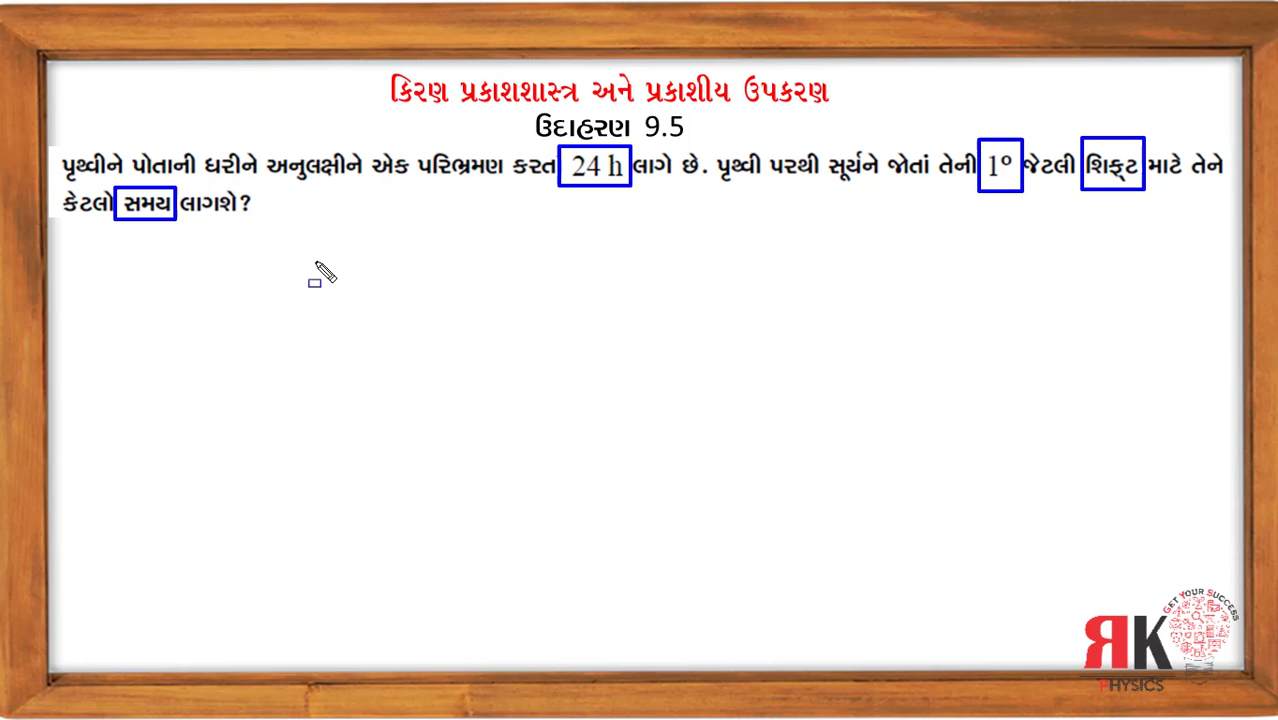 કિરણ પ્રકાશશાસ્ત્ર અને પ્રકાશીય ઉપકરણ
ઉદાહરણ 9.5
પૃથ્વીને પોતાની ધરીને અનુલક્ષીને એક પરિભ્રમણ કરતા 24 h લાગે છે. પૃથ્વી પરથી સૂર્યને જોતાં તેની 1° જેટલી શિફ્ટ માટે તેને
કેટલો સમય લાગશે?
GET YOUR SUCCESS
RK
PHYSICS